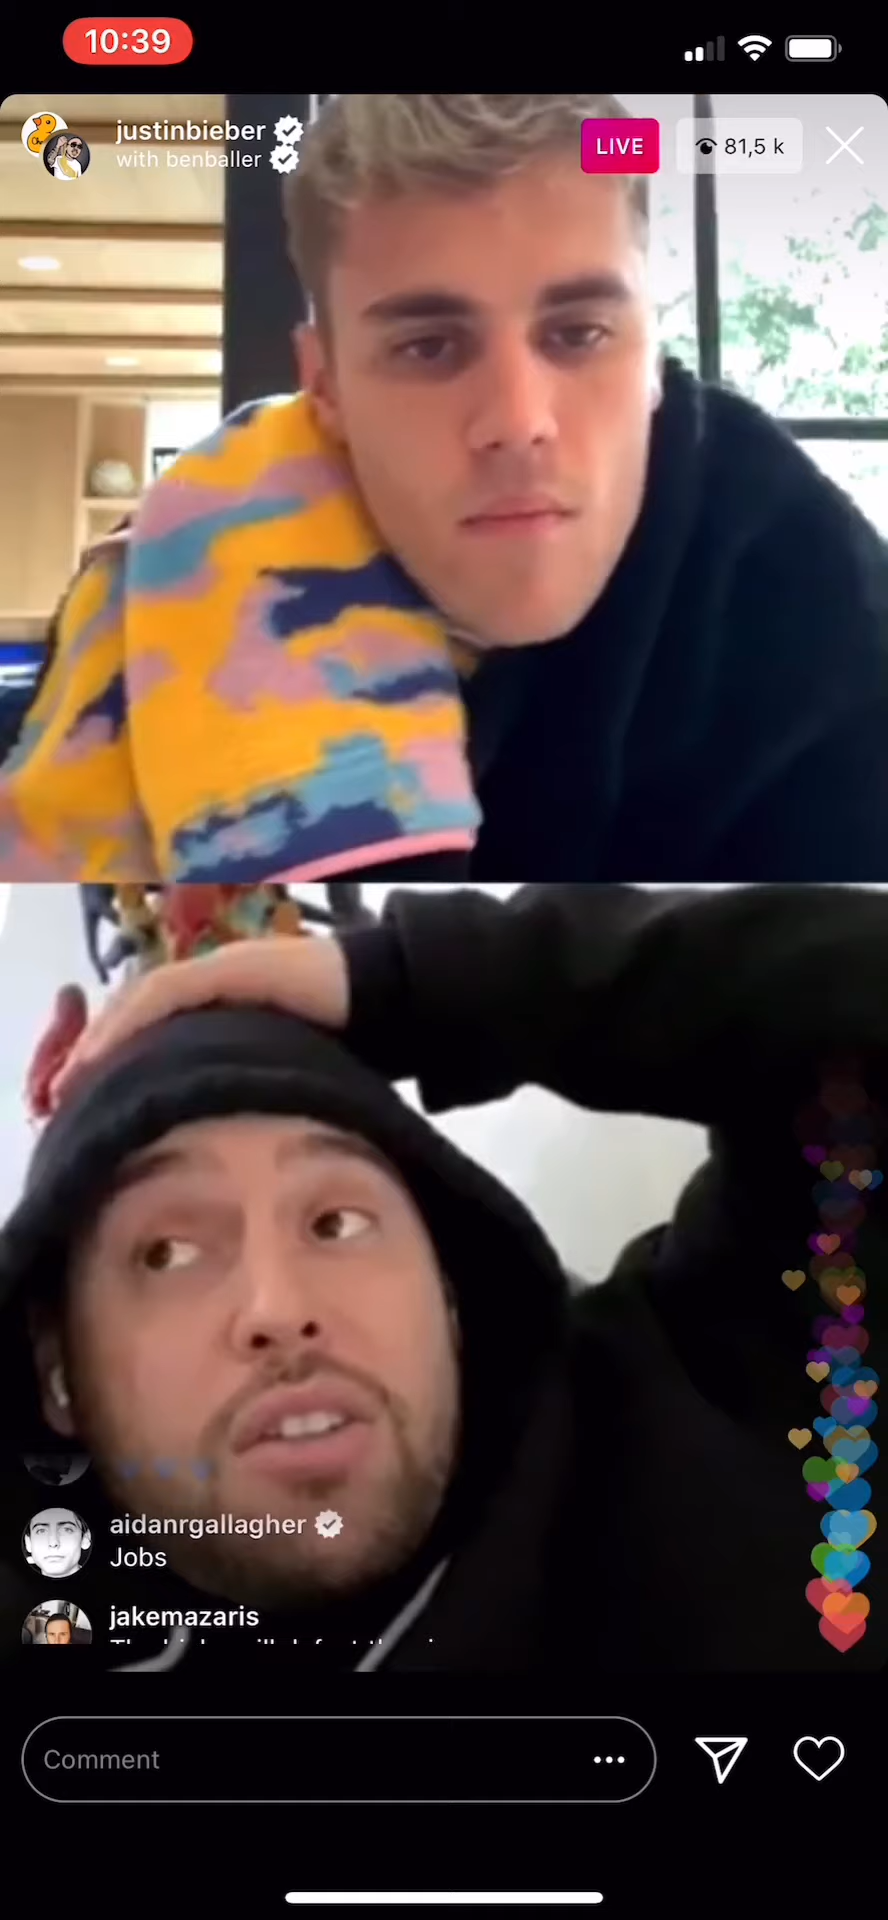 10:39
justinbieber
with benballer
LIVE
81,5 k
aidanrgallagher
Jobs
jakemazaris
Comment